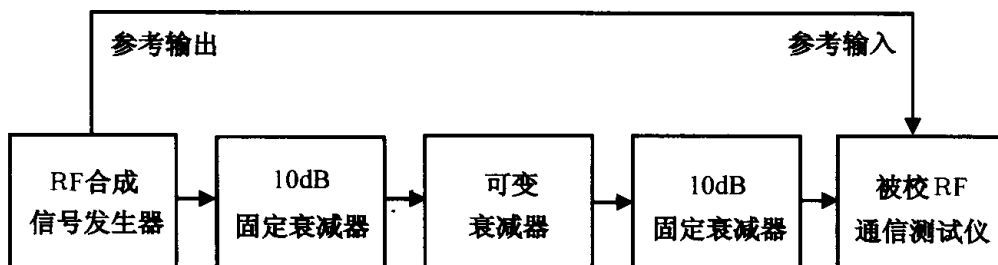 参考输出
参考输入
RF合成
信号发生器
10dB
固定衰减器
可变
衰减器
10dB
固定衰减器
被校RF
通信测试仪